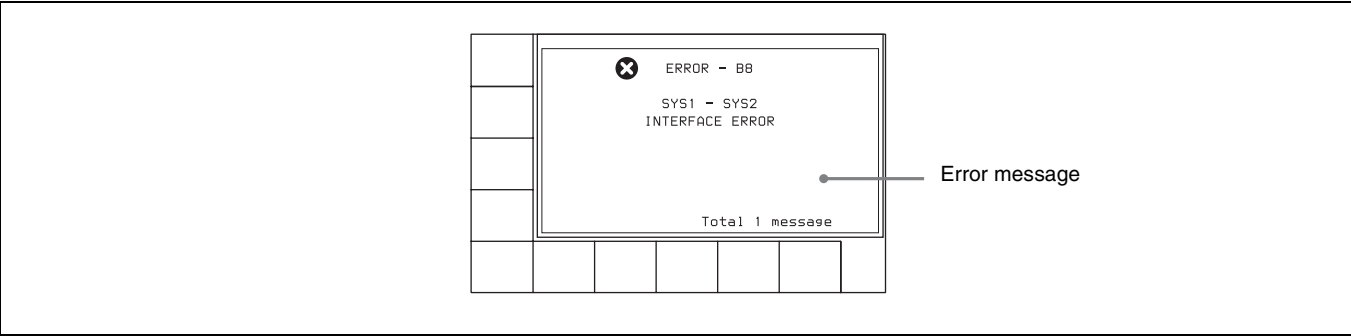 ERROR - B8
SYS1 - SYS2
INTERFACE ERROR
Error message
Total 1 message